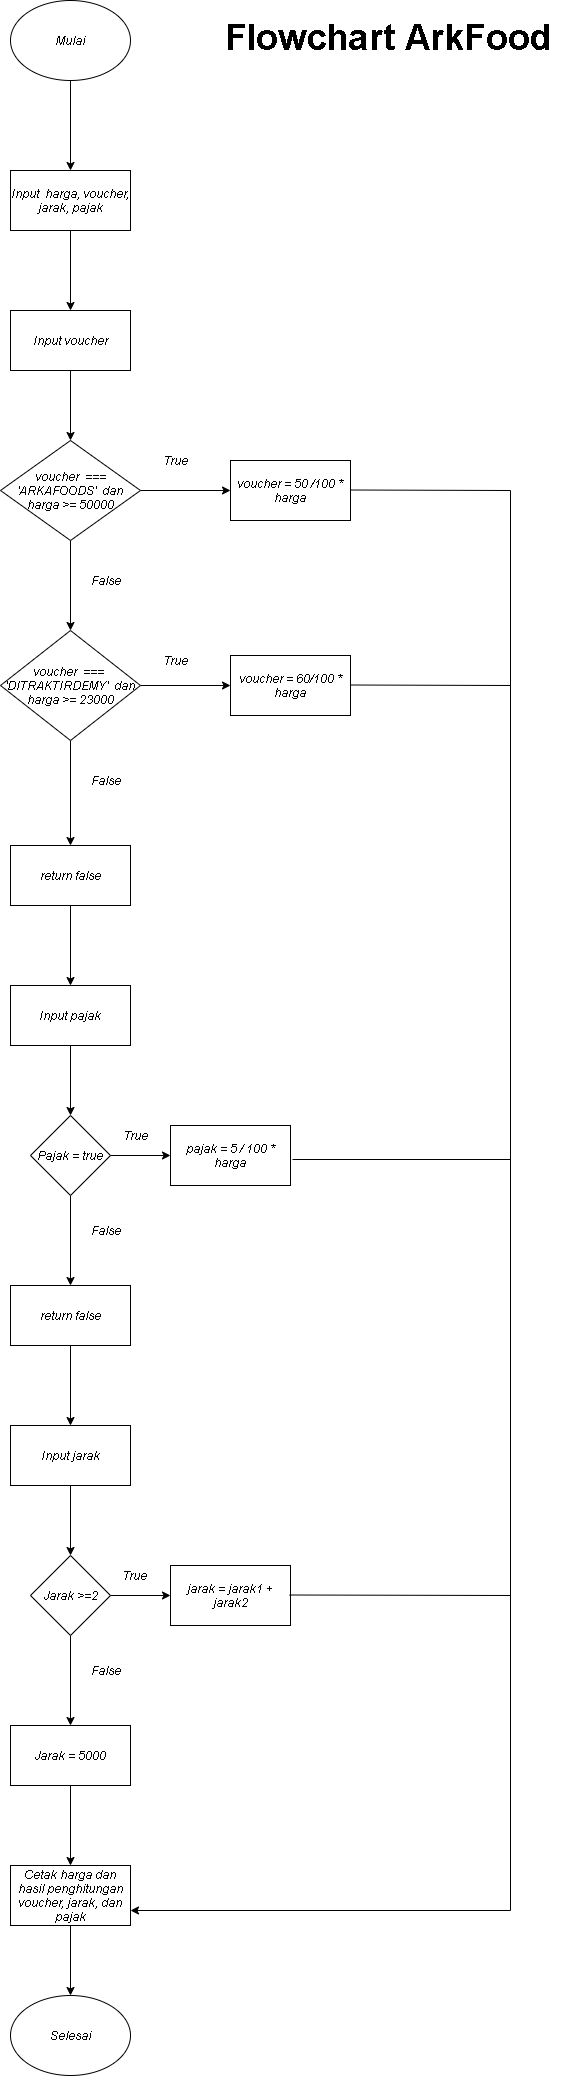 Flowchart ArkFood
Mulai
Input harga, voucher,
jarak, pajak
Input voucher
voucher ===
'ARKAFOODS' dan
harga >= 50000
True
voucher = 50 /100 *
harga
False
voucher ===
'DITRAKTIRDEMY' dan
harga >= 23000
True
voucher = 60/100 *
harga
False
return false
Input pajak
Pajak = true
True
pajak = 5 / 100 *
harga
False
return false
Input jarak
Jarak >=2
True
jarak = jarak1 +
jarak2
False
Jarak = 5000
Cetak harga dan
hasil penghitungan
voucher, jarak, dan
pajak
Selesai